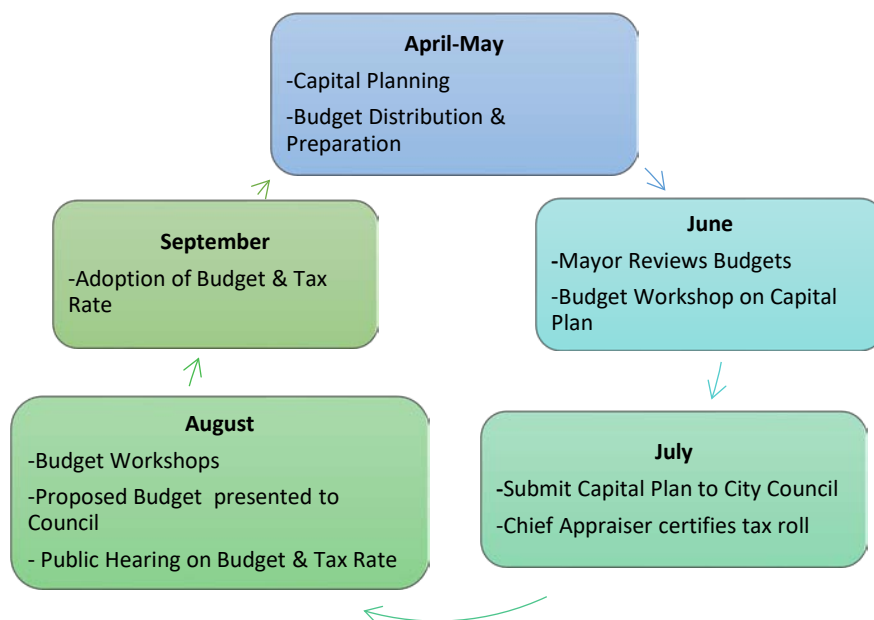 April-May
-Capital Planning
-Budget Distribution &
Preparation
June
-Mayor Reviews Budgets
-Budget Workshop on Capital
Plan
July
-Submit Capital Plan to City Council
-Chief Appraiser certifies tax roll
August
-Budget Workshops
-Proposed Budget  presented to
Council
- Public Hearing on Budget & Tax Rate
September
-Adoption of Budget & Tax
Rate